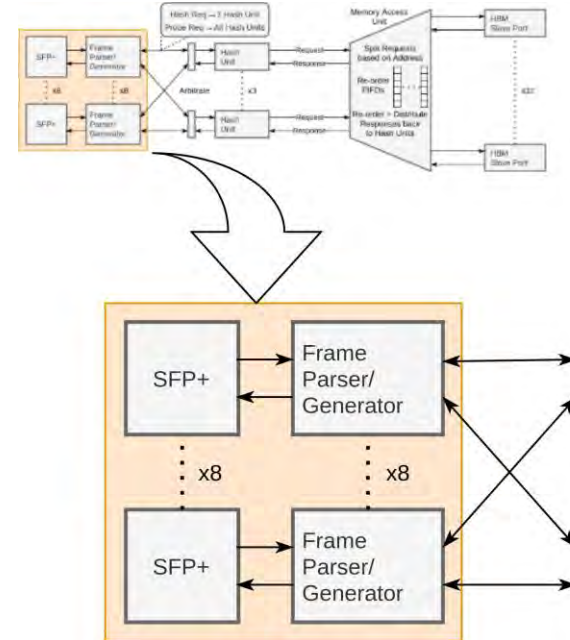 Hash Req → 1 Hash Unit
Probe Req → All Hash Units
SFP+
Frame
Parser/
Generator
x8
x8
SFP+
Frame
Parser/
Generator
Arbitrate
Hash
Unit
x3
Hash
Unit
Request
Response
Request
Response
Memory Access
Unit
Split Requests
based on Address
Re-order
FIFOs
Re-order + Distribute
Responses back
to Hash Units
HBM
Slave Port
x32
HBM
Slave Port
SFP+
Frame
Parser/
Generator
x8
x8
SFP+
Frame
Parser/
Generator